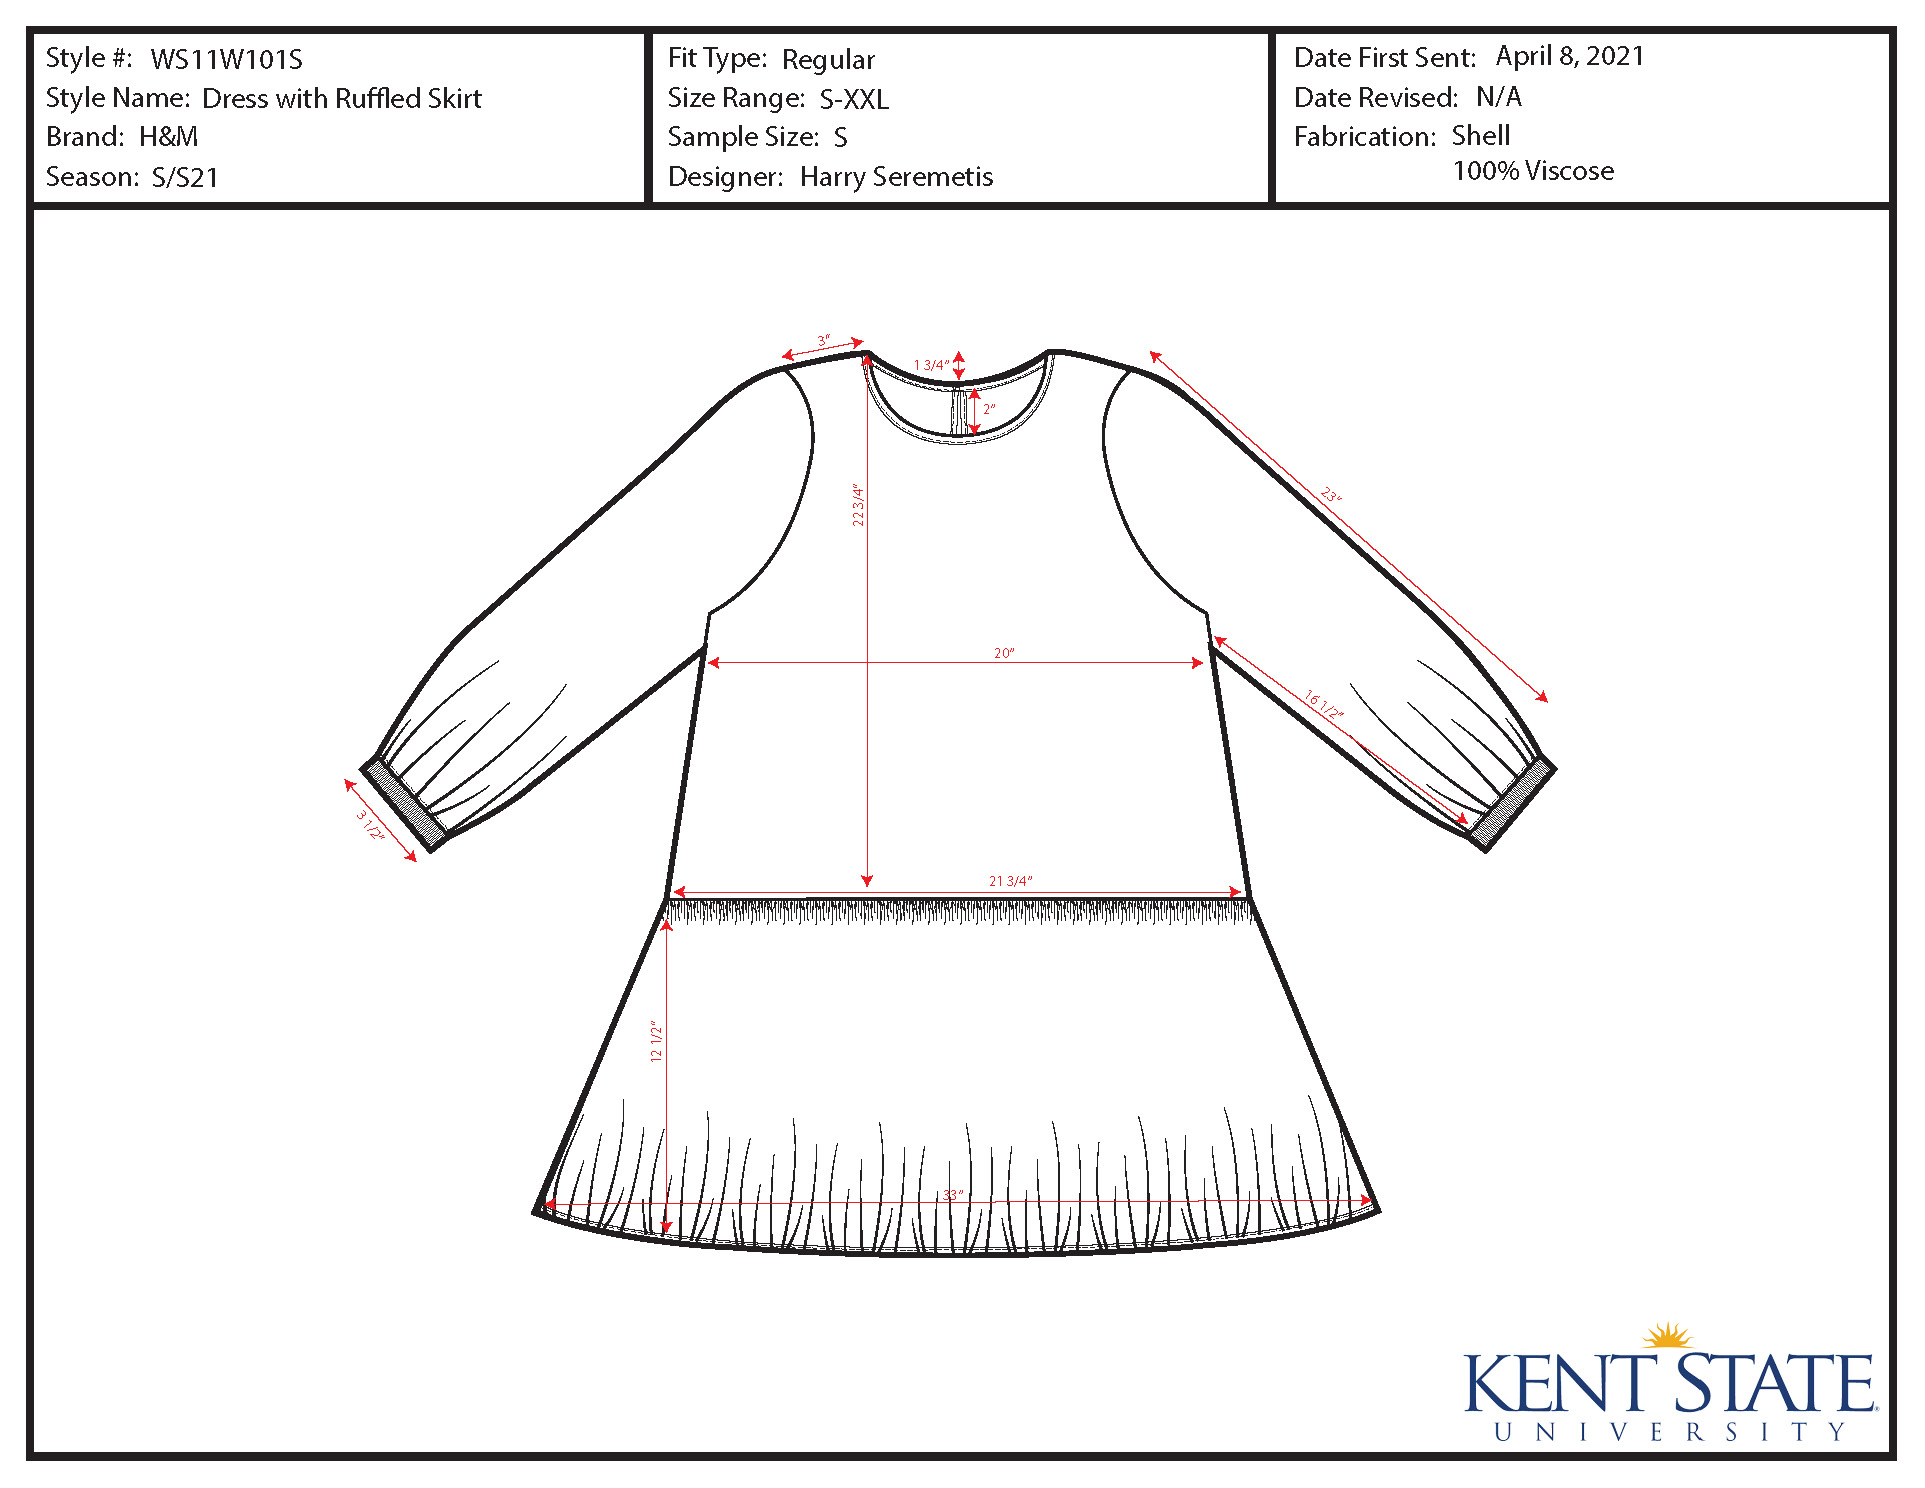 Style #: WS11W101S
Style Name: Dress with Ruffled Skirt
Brand: H&M
Season: S/S21
Fit Type: Regular
Size Range: S-XXL
Sample Size: S
Designer: Harry Seremetis
Date First Sent: April 8, 2021
Date Revised: N/A
Fabrication: Shell
100% Viscose
3"
1 3/4"
2"
22 3/4"
23"
20"
16 1/2"
3 1/2"
21 3/4"
12 1/2"
33"
KENT STATE
UNIVERSITY